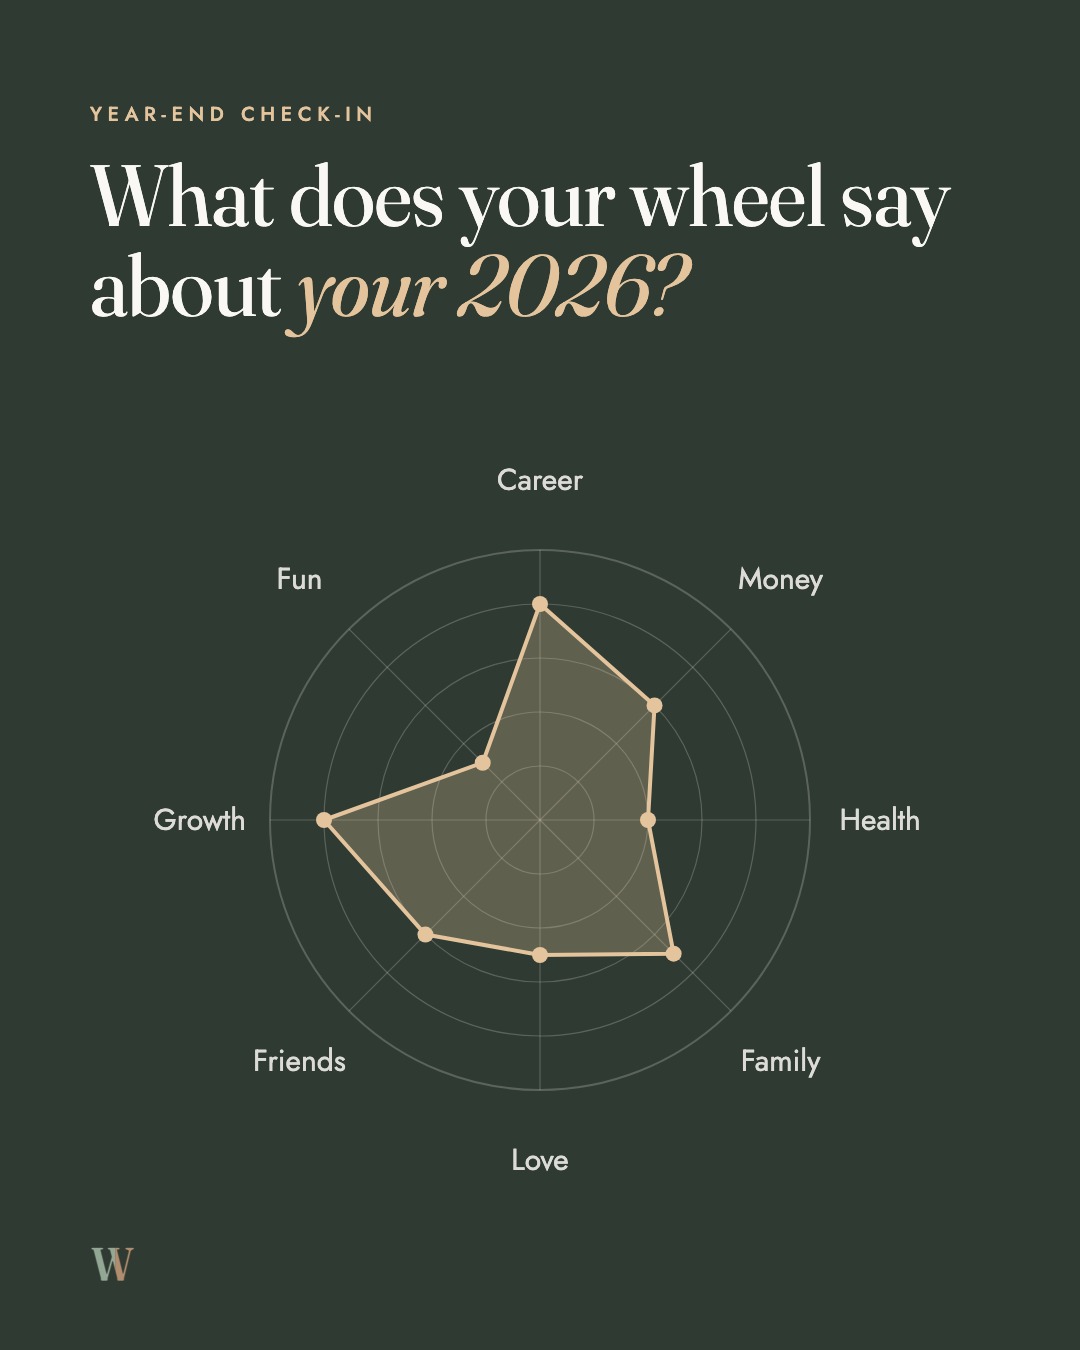 YEAR-END CHECK-IN
What does your wheel say
about your 2026?
Career
Fun
Money
Growth
Health
Friends
Family
Love
W